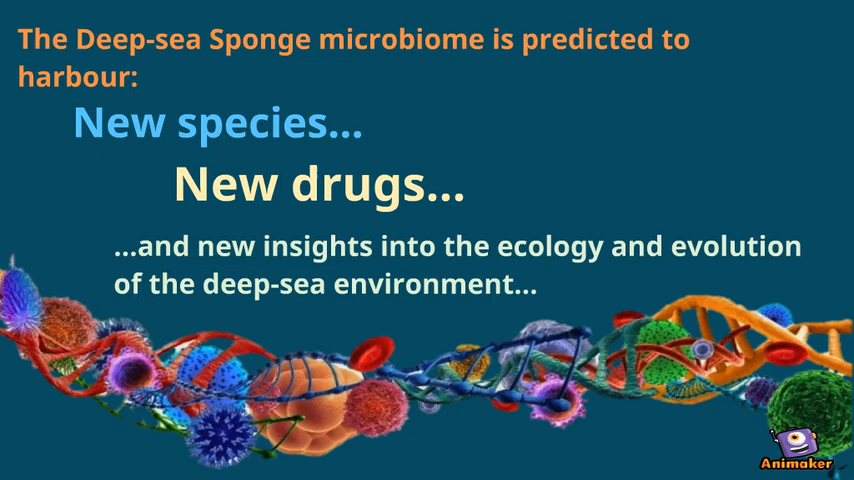 The Deep-sea Sponge microbiome is predicted to
harbour:
New species...
New drugs...
...and new insights into the ecology and evolution
of the deep-sea environment...
Animaker